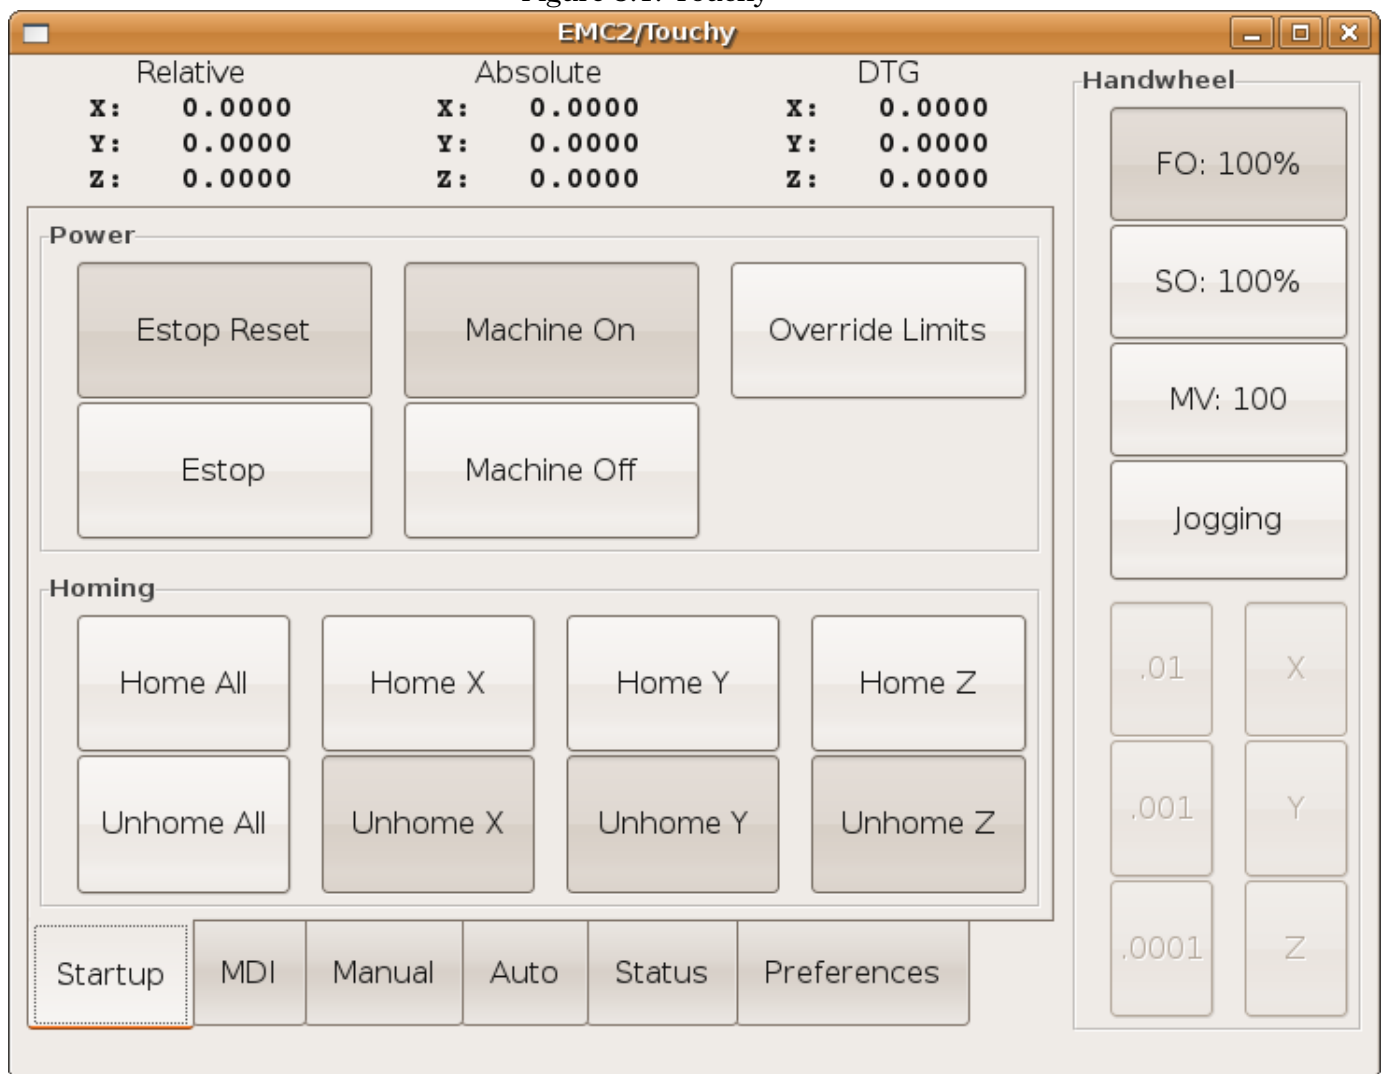 EMC2/Touchy
Relative Absolute DTG
X: 0.0000 X: 0.0000 X: 0.0000
Y: 0.0000 Y: 0.0000 Y: 0.0000
Z: 0.0000 Z: 0.0000 Z: 0.0000
Power
Estop Reset Machine On Override Limits
Estop Machine Off
Homing
Home All Home X Home Y Home Z
Unhome All Unhome X Unhome Y Unhome Z
Startup MDI Manual Auto Status Preferences
Handwheel
FO: 100%
SO: 100%
MV: 100
Jogging
.01 X
.001 Y
.0001 Z